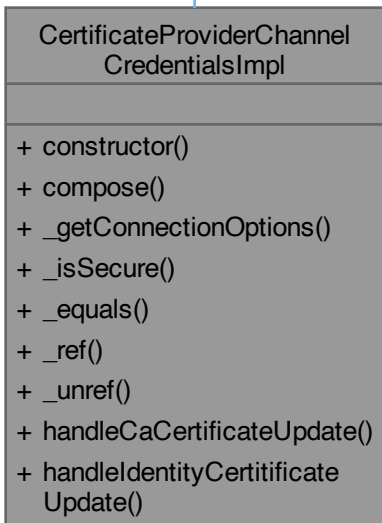 CertificateProviderChannel
CredentialsImpl
+ constructor()
+ compose()
+ _getConnectionOptions()
+ _isSecure()
+ _equals()
+ _ref()
+ _unref()
+ handleCaCertificateUpdate()
+ handleIdentityCertitificate
Update()